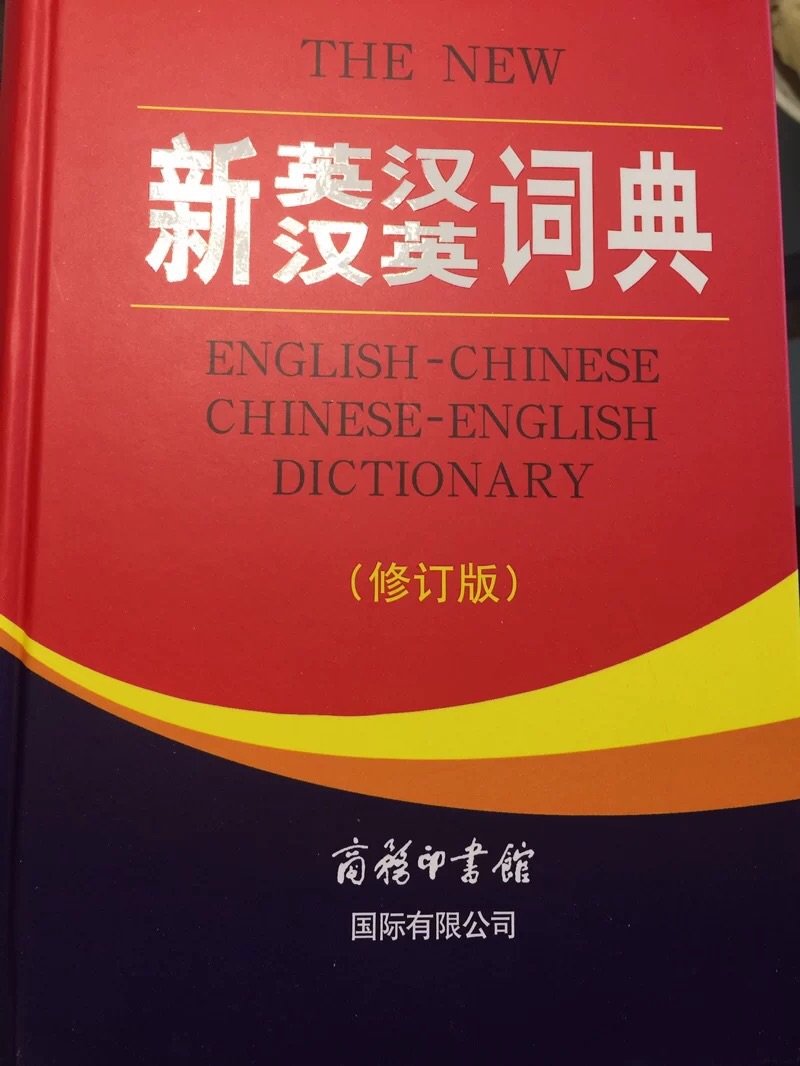 THE NEW
新英汉汉英词典
ENGLISH-CHINESE
CHINESE-ENGLISH
DICTIONARY
(修订版)
商務印書館
国际有限公司